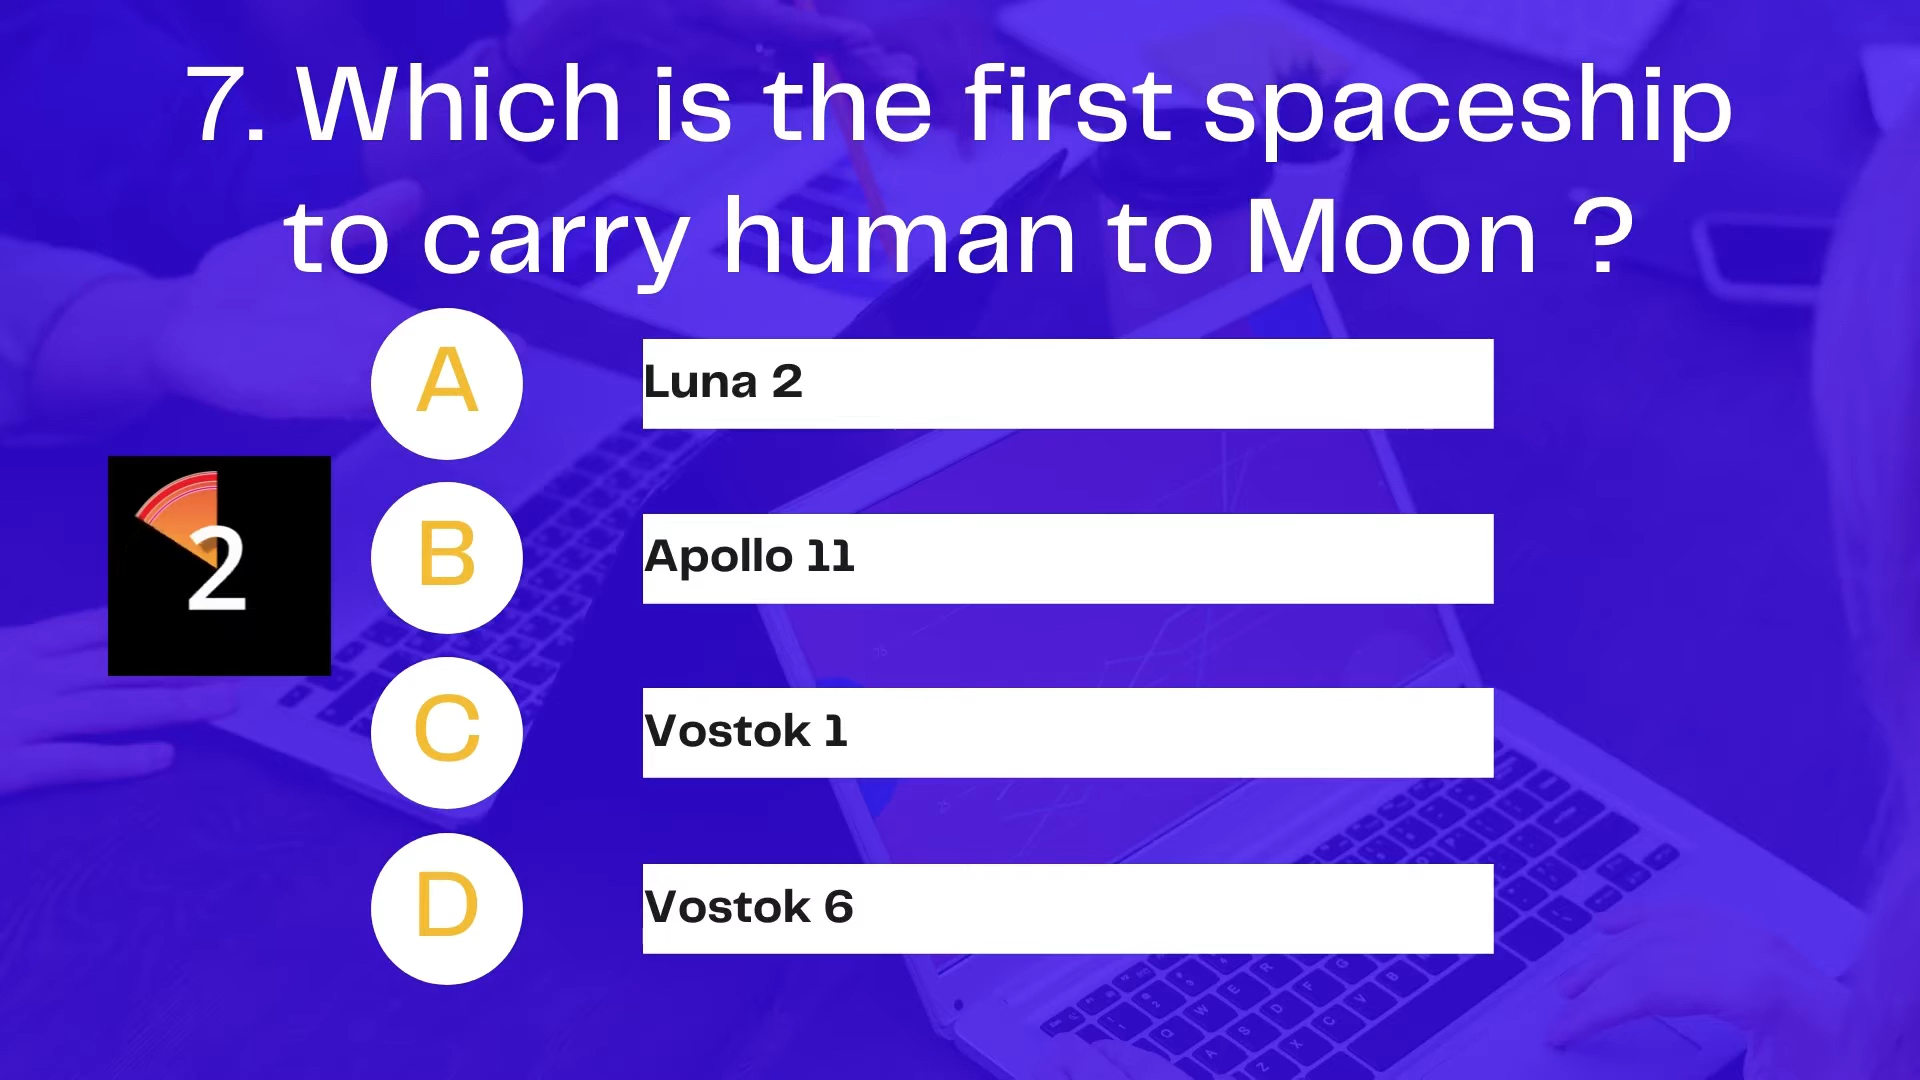 7. Which is the first spaceship
to carry human to Moon ?
A
Luna 2
2
B
Apollo 11
C
Vostok 1
D
Vostok 6